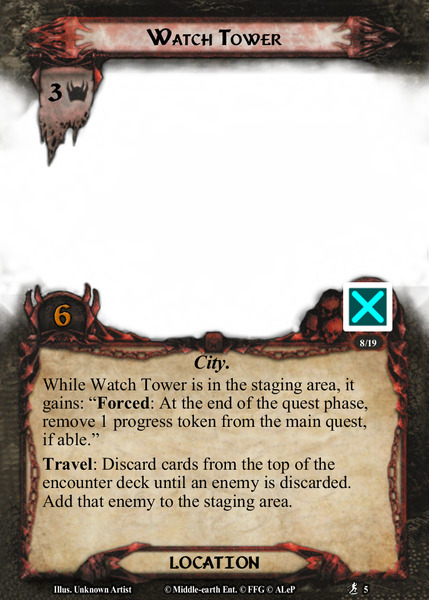 WATCH TOWER
3
6
8/19
City.
While Watch Tower is in the staging area, it
gains: “Forced: At the end of the quest phase,
remove 1 progress token from the main quest,
if able.”
Travel: Discard cards from the top of the
encounter deck until an enemy is discarded.
Add that enemy to the staging area.
LOCATION
Illus. Unknown Artist © Middle-earth Ent. © FFG © ALeP 5